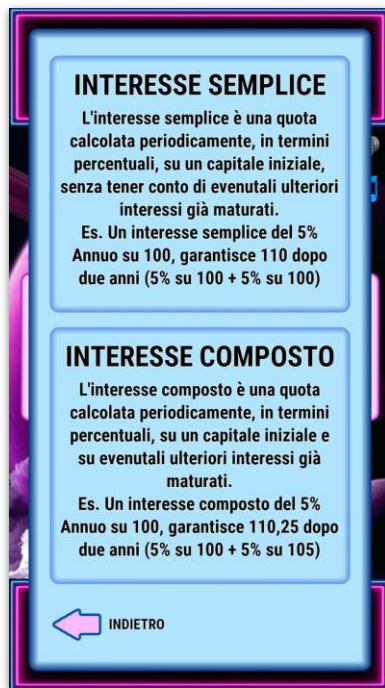 INTERESSE SEMPLICE
L'interesse semplice è una quota
calcolata periodicamente, in termini
percentuali, su un capitale iniziale,
senza tener conto di evenutali ulteriori
interessi già maturati.
Es. Un interesse semplice del 5%
Annuo su 100, garantisce 110 dopo
due anni (5% su 100 + 5% su 100)
INTERESSE COMPOSTO
L'interesse composto è una quota
calcolata periodicamente, in termini
percentuali, su un capitale iniziale e
su evenutali ulteriori interessi già
maturati.
Es. Un interesse composto del 5%
Annuo su 100, garantisce 110,25 dopo
due anni (5% su 100 + 5% su 105)
INDIETRO